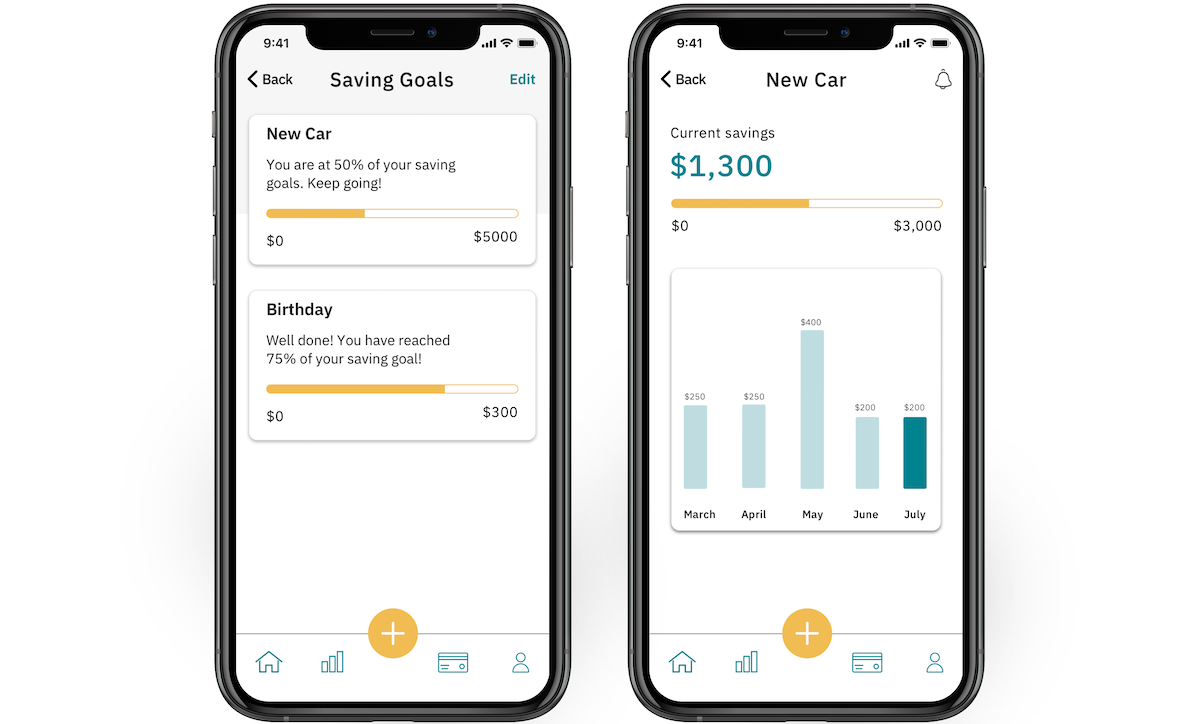 9:41
Back
Saving Goals
Edit
New Car
You are at 50% of your saving
goals. Keep going!
$0
$5000
Birthday
Well done! You have reached
75% of your saving goal!
$0
$300
9:41
Back
New Car
Current savings
$1,300
$0
$3,000
$400
$250
$250
$200
$200
March
April
May
June
July